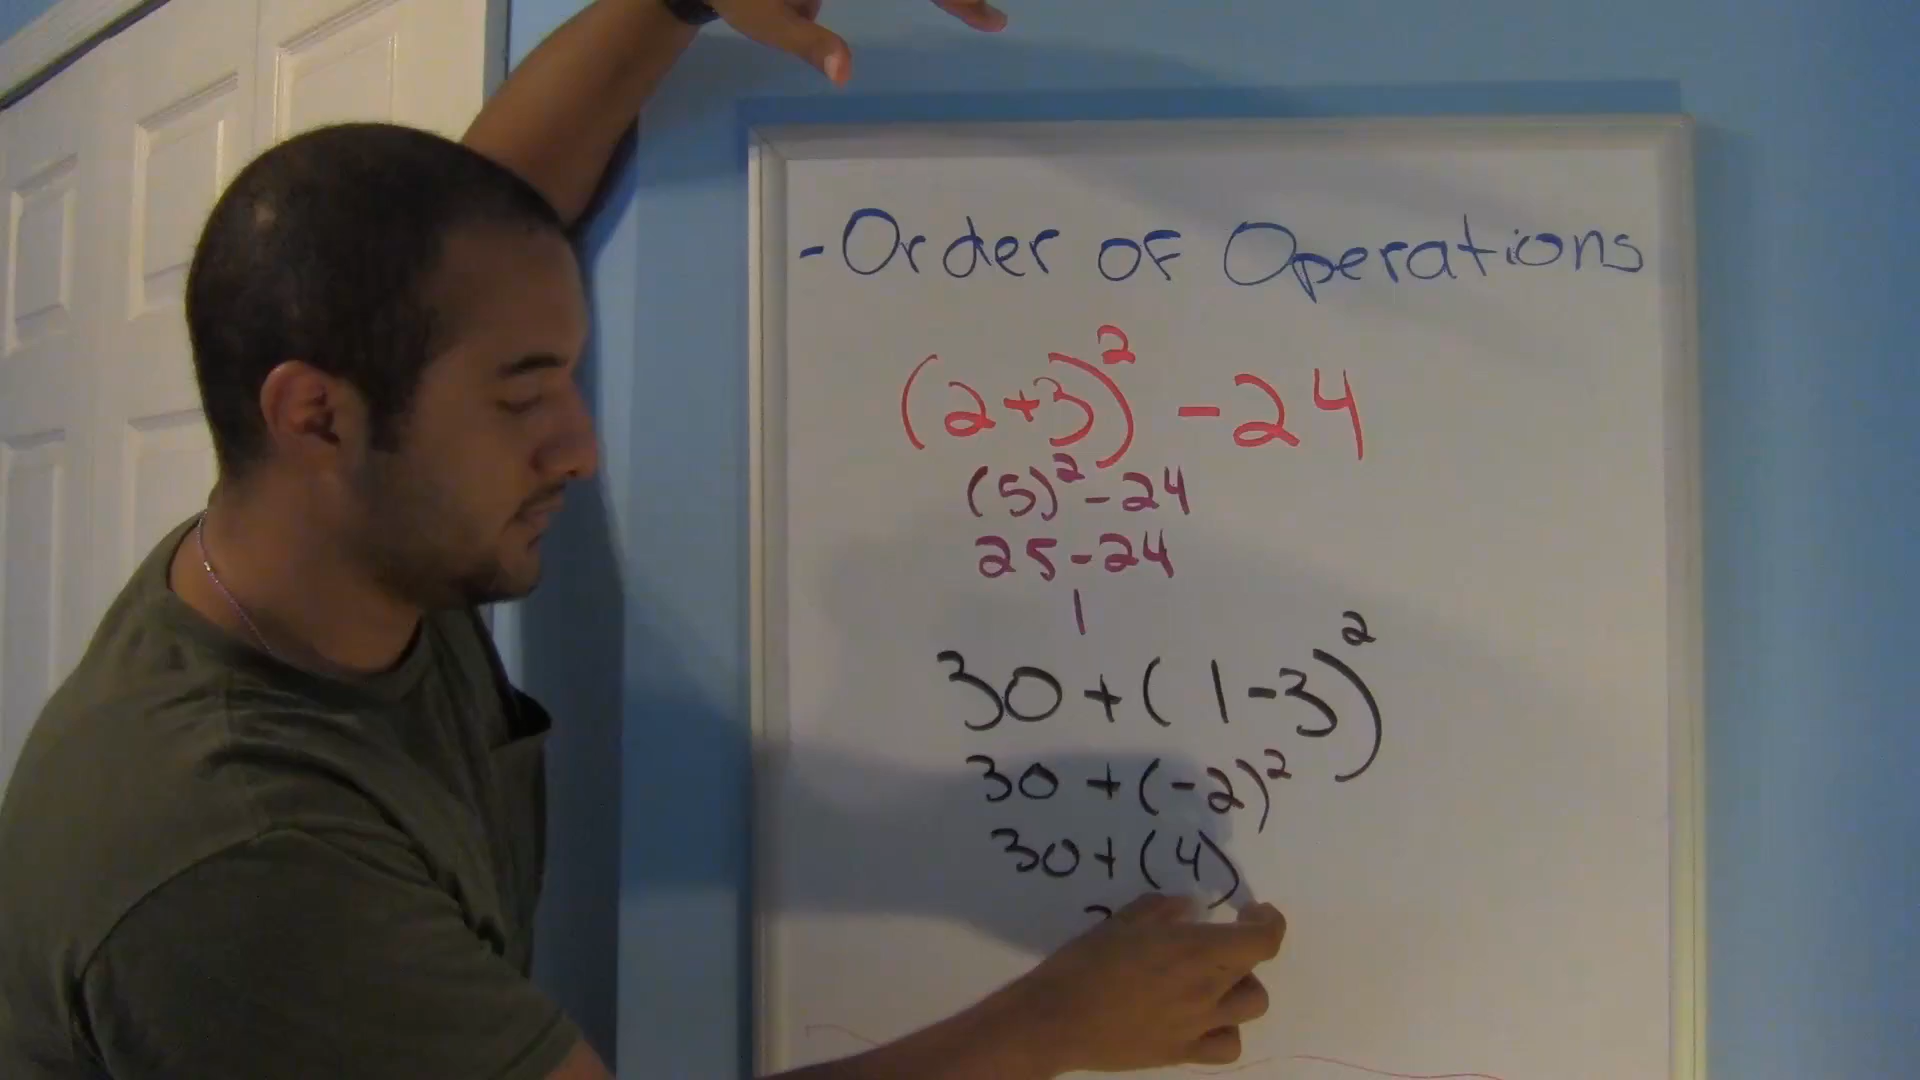 - Order of Operations
(2+3)² - 24
(5)² - 24
25 - 24
1
30 + (1-3)²
30 + (-2)²
30 + (4)